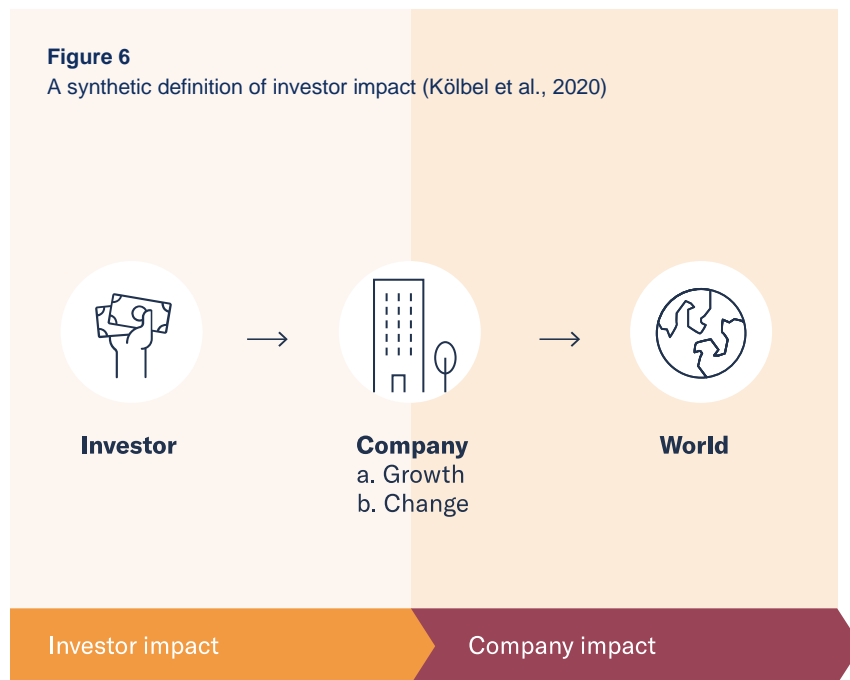 Figure 6
A synthetic definition of investor impact (Kölbel et al., 2020)
Investor
Company
a. Growth
b. Change
World
Investor impact
Company impact